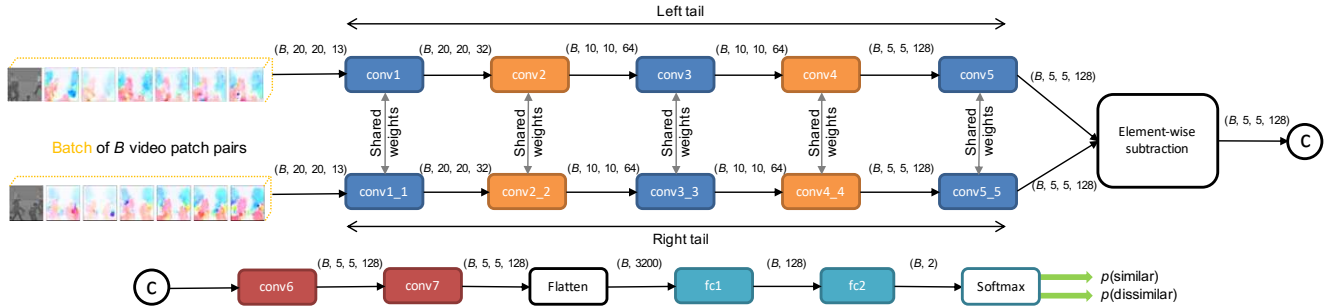 Left tail
(B, 20, 20, 13)
(B, 20, 20, 32)
(B, 10, 10, 64)
(B, 10, 10, 64)
(B, 5, 5, 128)
conv1
conv2
conv3
conv4
conv5
(B, 5, 5, 128)
Shared weights
Shared weights
Shared weights
Shared weights
Shared weights
Element-wise subtraction
(B, 5, 5, 128)
C
Batch of B video patch pairs
(B, 20, 20, 13)
(B, 20, 20, 32)
(B, 10, 10, 64)
(B, 10, 10, 64)
(B, 5, 5, 128)
conv1_1
conv2_2
conv3_3
conv4_4
conv5_5
(B, 5, 5, 128)
Right tail
C
conv6
(B, 5, 5, 128)
conv7
(B, 5, 5, 128)
Flatten
(B, 3200)
fc1
(B, 128)
fc2
(B, 2)
Softmax
p(similar)
p(dissimilar)